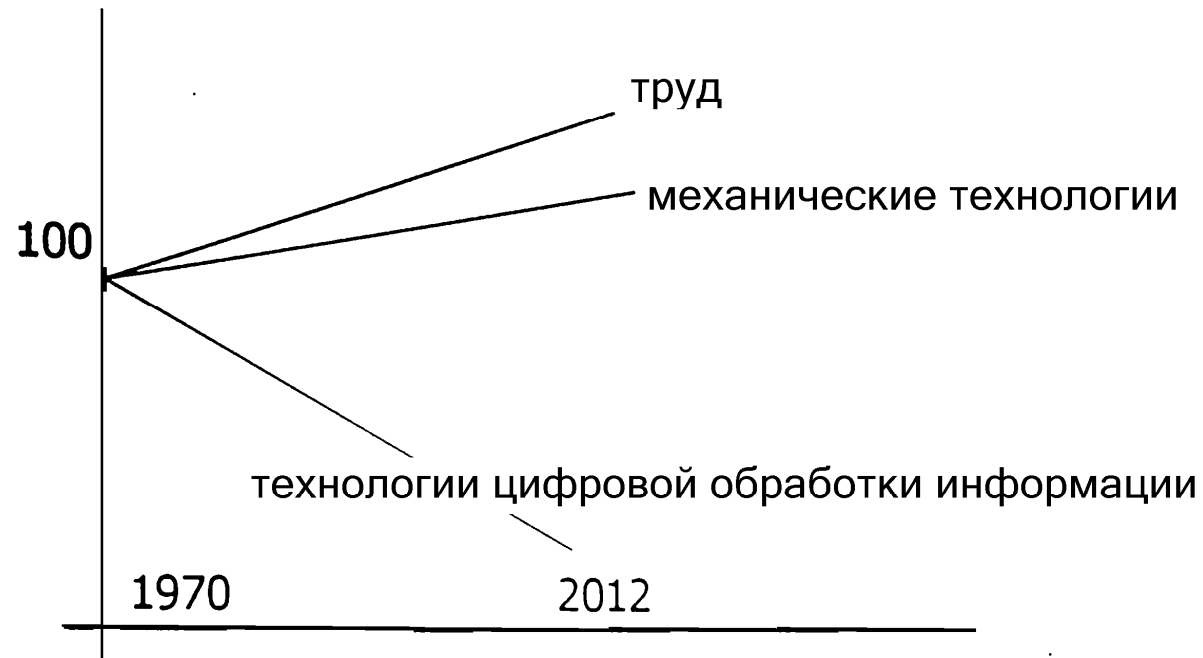 труд
механические технологии
100
технологии цифровой обработки информации
1970
2012